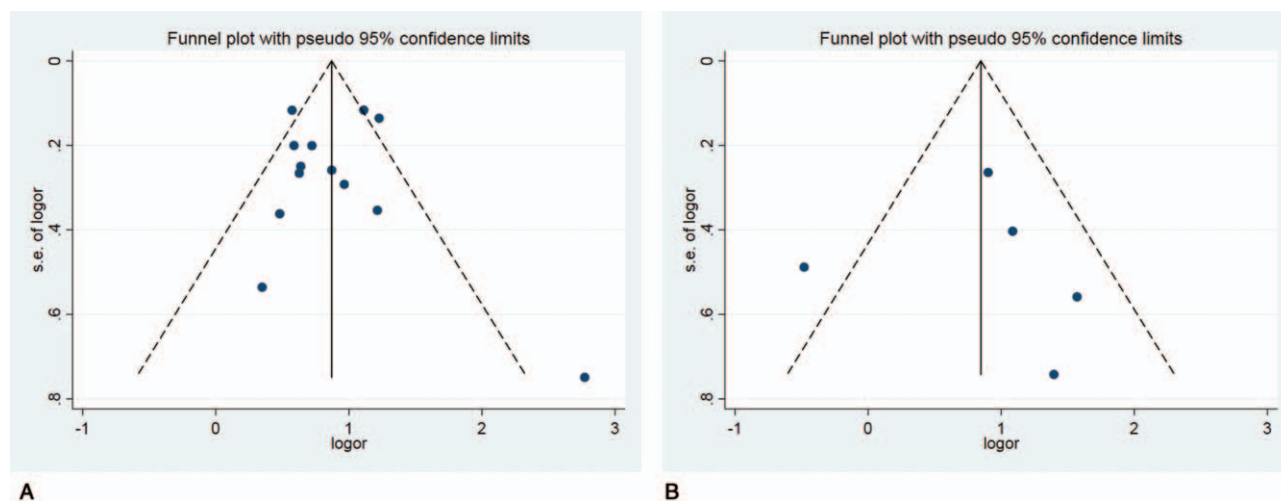 Funnel plot with pseudo 95% confidence limits
s.e. of logor
0
.2
.4
.6
.8
-1
0
1
2
3
logor
A
Funnel plot with pseudo 95% confidence limits
s.e. of logor
0
.2
.4
.6
.8
-1
0
1
2
3
logor
B